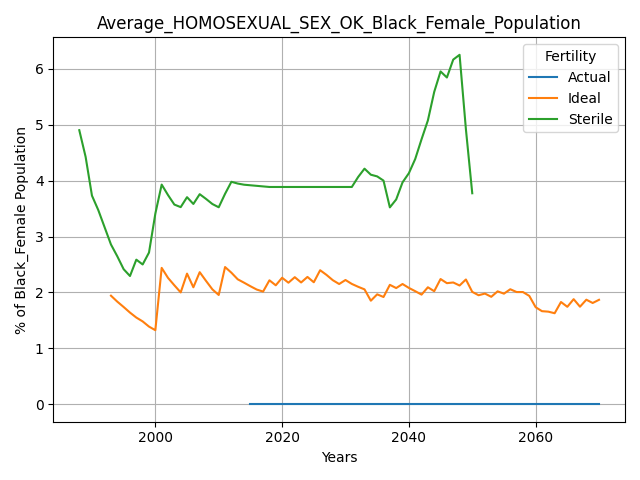 Average_HOMOSEXUAL_SEX_OK_Black_Female_Population
Fertility
Actual
Ideal
Sterile
% of Black_Female Population
6
5
4
3
2
1
0
2000 2020 2040 2060
Years